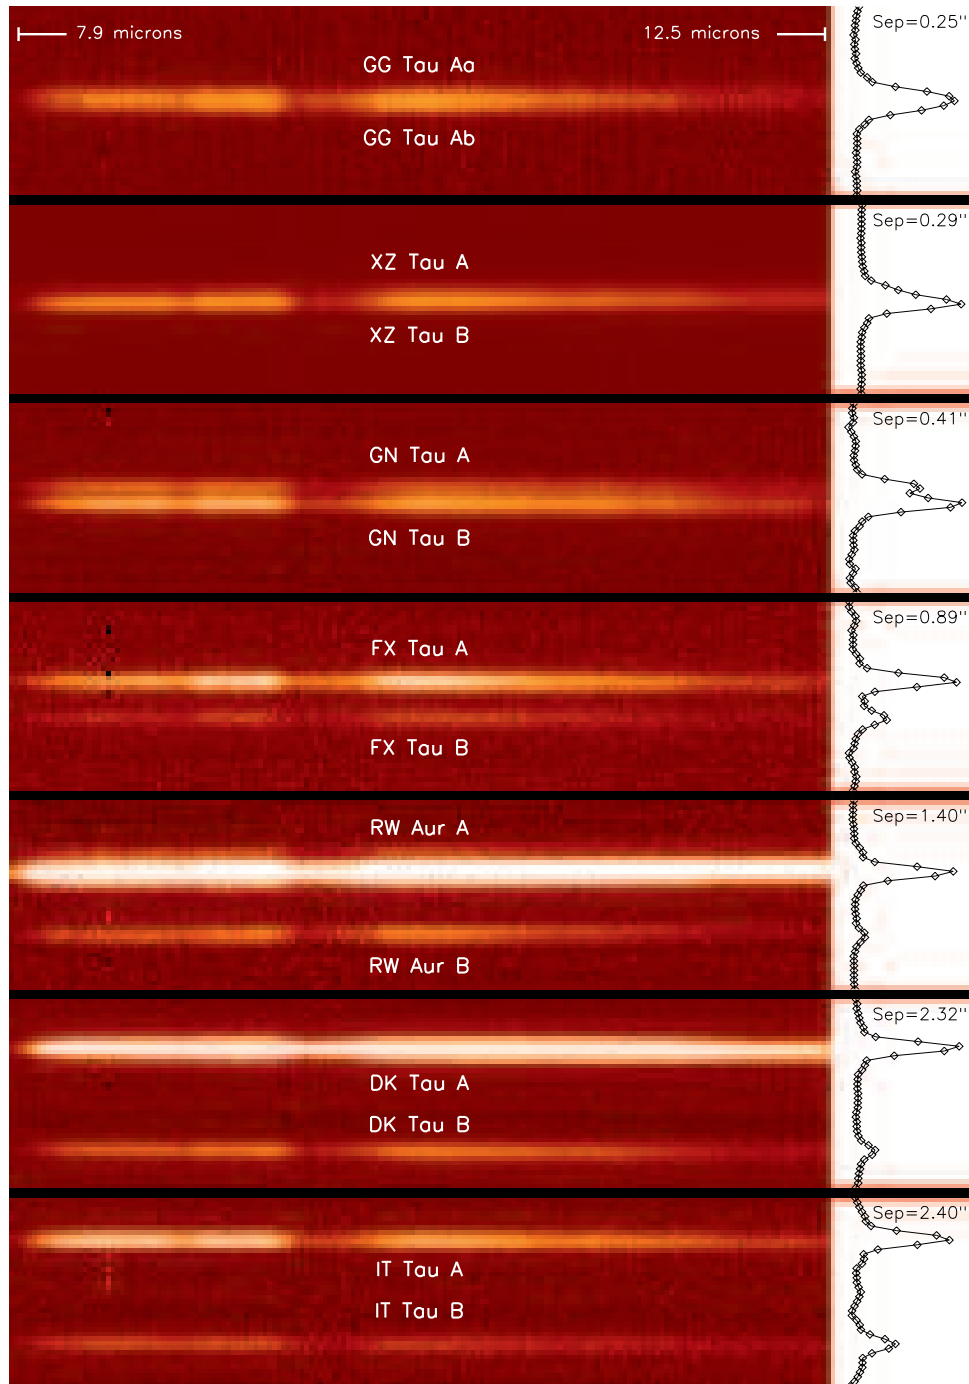 7.9 microns
12.5 microns
Sep=0.25"
GG Tau Aa
GG Tau Ab
Sep=0.29"
XZ Tau A
XZ Tau B
Sep=0.41"
GN Tau A
GN Tau B
Sep=0.89"
FX Tau A
FX Tau B
Sep=1.40"
RW Aur A
RW Aur B
Sep=2.32"
DK Tau A
DK Tau B
Sep=2.40"
IT Tau A
IT Tau B